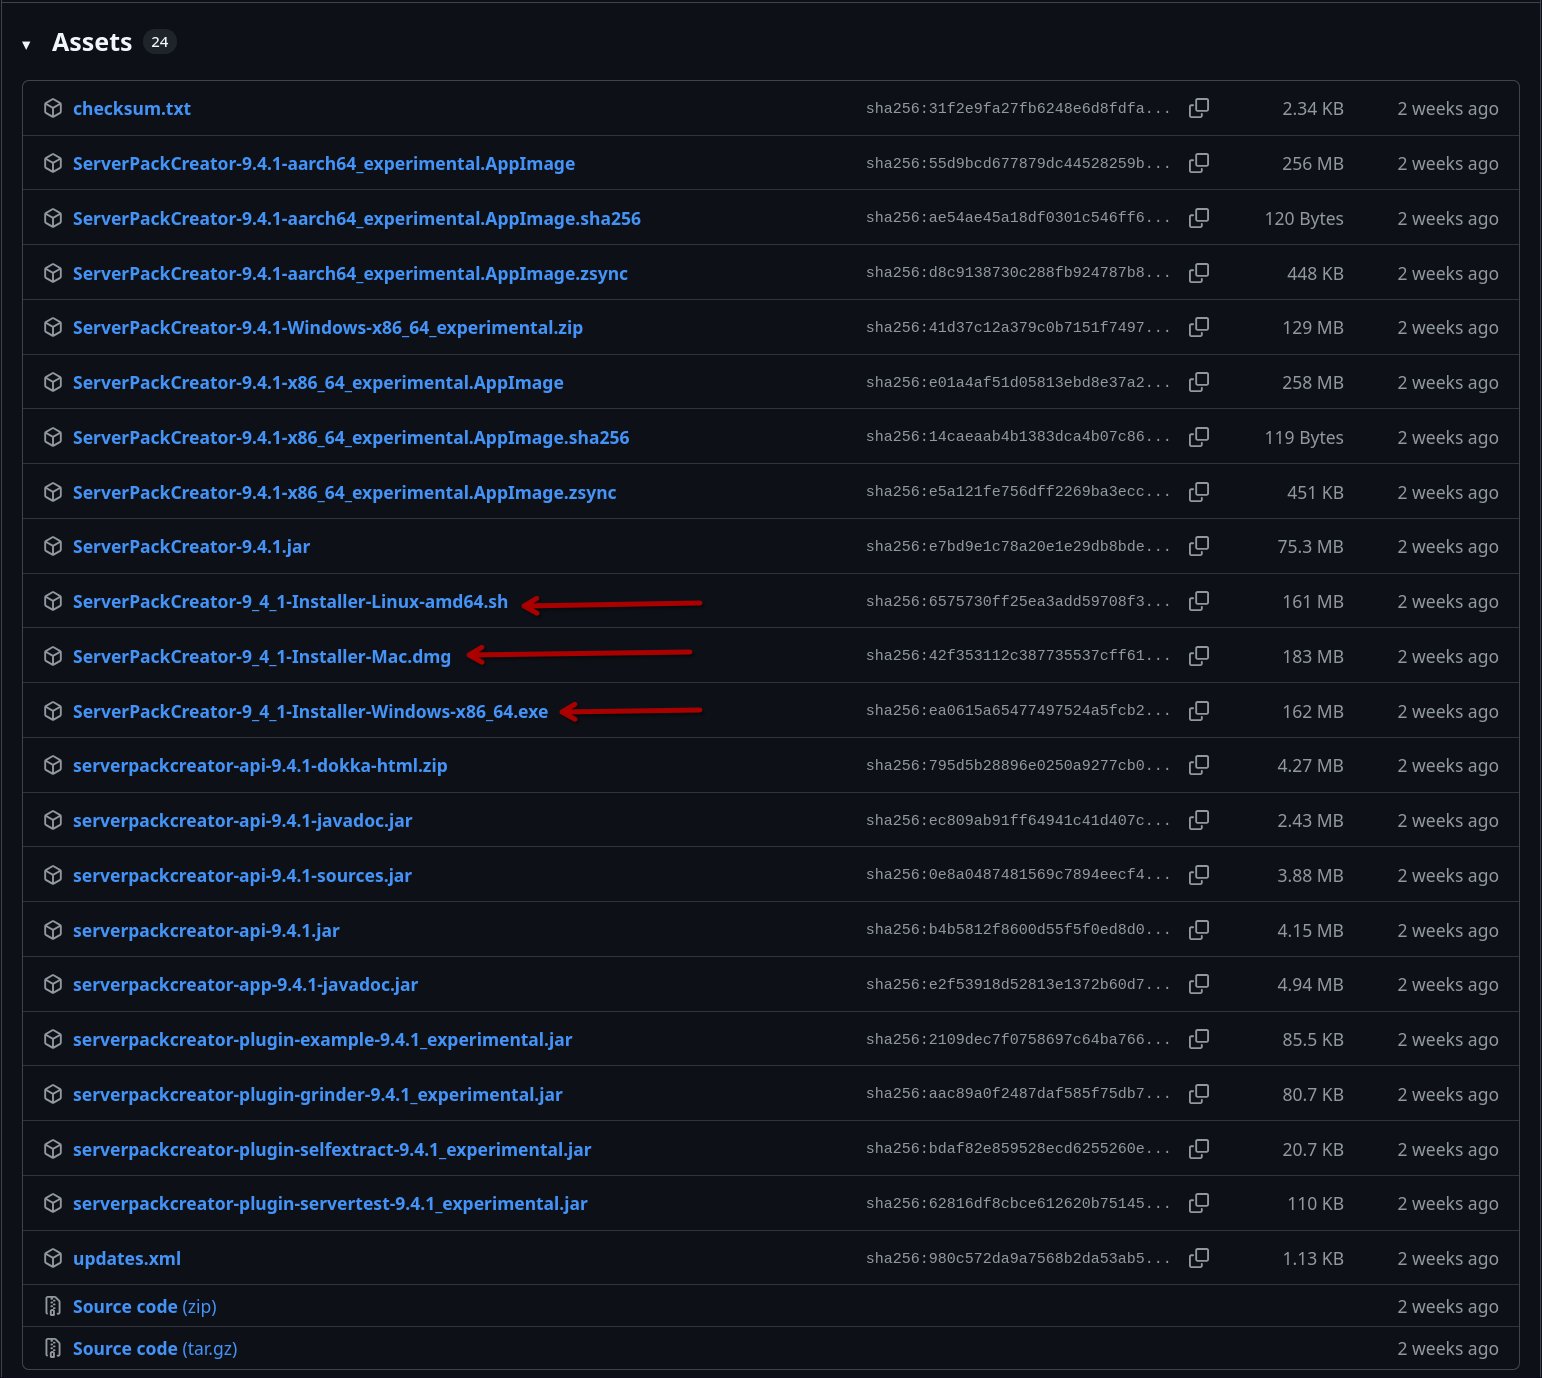 Assets 24
checksum.txt sha256:31f2e9fa27fb6248e6d8fdfa... 2.34 KB 2 weeks ago
ServerPackCreator-9.4.1-aarch64_experimental.AppImage sha256:55d9bcd677879dc44528259b... 256 MB 2 weeks ago
ServerPackCreator-9.4.1-aarch64_experimental.AppImage.sha256 sha256:ae54ae45a18df0301c546ff6... 120 Bytes 2 weeks ago
ServerPackCreator-9.4.1-aarch64_experimental.AppImage.zsync sha256:d8c9138730c288fb924787b8... 448 KB 2 weeks ago
ServerPackCreator-9.4.1-Windows-x86_64_experimental.zip sha256:41d37c12a379c0b7151f7497... 129 MB 2 weeks ago
ServerPackCreator-9.4.1-x86_64_experimental.AppImage sha256:e01a4af51d05813ebd8e37a2... 258 MB 2 weeks ago
ServerPackCreator-9.4.1-x86_64_experimental.AppImage.sha256 sha256:14caeaab4b1383dca4b07c86... 119 Bytes 2 weeks ago
ServerPackCreator-9.4.1-x86_64_experimental.AppImage.zsync sha256:e5a121fe756dff2269ba3ecc... 451 KB 2 weeks ago
ServerPackCreator-9.4.1.jar sha256:e7bd9e1c78a20e1e29db8bde... 75.3 MB 2 weeks ago
ServerPackCreator-9_4_1-Installer-Linux-amd64.sh sha256:6575730ff25ea3add59708f3... 161 MB 2 weeks ago
ServerPackCreator-9_4_1-Installer-Mac.dmg sha256:42f353112c387735537cff61... 183 MB 2 weeks ago
ServerPackCreator-9_4_1-Installer-Windows-x86_64.exe sha256:ea0615a65477497524a5fcb2... 162 MB 2 weeks ago
serverpackcreator-api-9.4.1-dokka-html.zip sha256:795d5b28896e0250a9277cb0... 4.27 MB 2 weeks ago
serverpackcreator-api-9.4.1-javadoc.jar sha256:ec809ab91ff64941c41d407c... 2.43 MB 2 weeks ago
serverpackcreator-api-9.4.1-sources.jar sha256:0e8a0487481569c7894eecf4... 3.88 MB 2 weeks ago
serverpackcreator-api-9.4.1.jar sha256:b4b5812f8600d55f5f0ed8d0... 4.15 MB 2 weeks ago
serverpackcreator-app-9.4.1-javadoc.jar sha256:e2f53918d52813e1372b60d7... 4.94 MB 2 weeks ago
serverpackcreator-plugin-example-9.4.1_experimental.jar sha256:2109dec7f0758697c64ba766... 85.5 KB 2 weeks ago
serverpackcreator-plugin-grinder-9.4.1_experimental.jar sha256:aac89a0f2487daf585f75db7... 80.7 KB 2 weeks ago
serverpackcreator-plugin-selfextract-9.4.1_experimental.jar sha256:bdaf82e859528ecd6255260e... 20.7 KB 2 weeks ago
serverpackcreator-plugin-servertest-9.4.1_experimental.jar sha256:62816df8cbce612620b75145... 110 KB 2 weeks ago
updates.xml sha256:980c572da9a7568b2da53ab5... 1.13 KB 2 weeks ago
Source code (zip) 2 weeks ago
Source code (tar.gz) 2 weeks ago